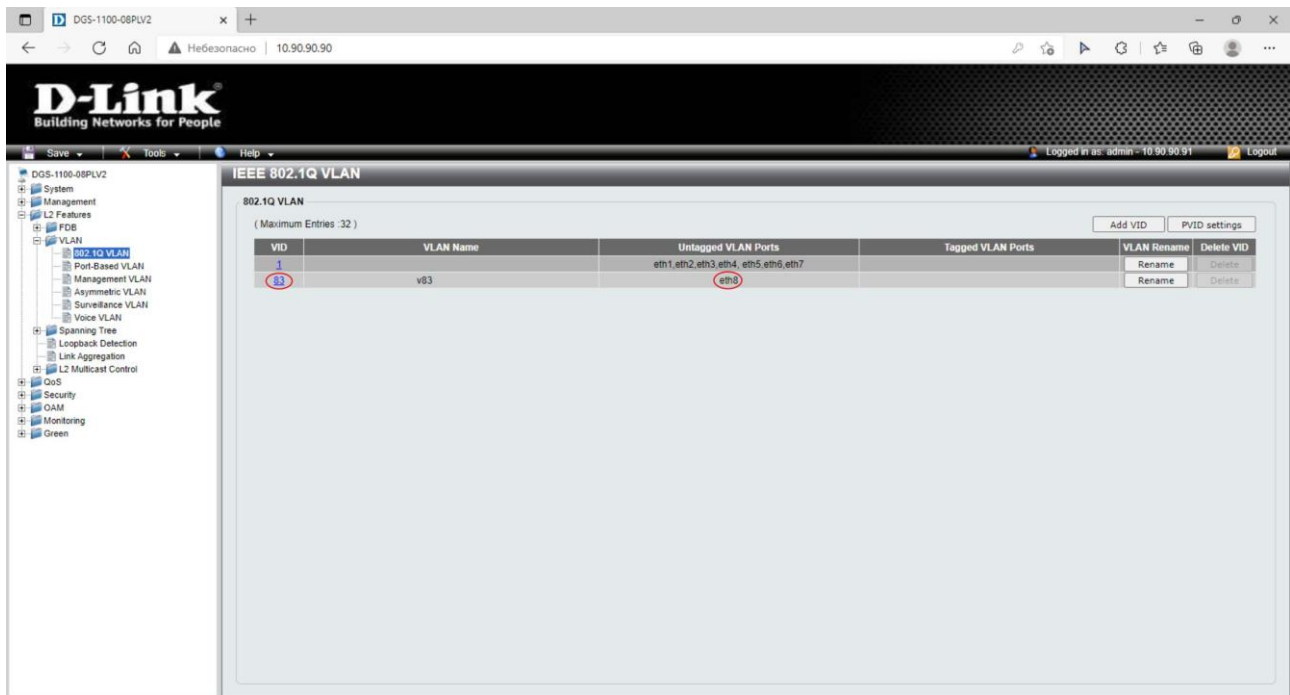 DGS-1100-08PLV2
Небезопасно 10.90.90.90
D-Link
Building Networks for People
Save Tools Help Logged in as: admin - 10.90.90.91 Logout
DGS-1100-08PLV2
System
Management
L2 Features
FDB
VLAN
802.1Q VLAN
Port-Based VLAN
Management VLAN
Asymmetric VLAN
Surveillance VLAN
Voice VLAN
Spanning Tree
Loopback Detection
Link Aggregation
L2 Multicast Control
QoS
Security
OAM
Monitoring
Green
IEEE 802.1Q VLAN
802.1Q VLAN
( Maximum Entries :32 ) Add VID PVID settings
VID VLAN Name Untagged VLAN Ports Tagged VLAN Ports VLAN Rename Delete VID
1 eth1,eth2,eth3,eth4, eth5,eth6,eth7 Rename Delete
83 v83 eth8 Rename Delete